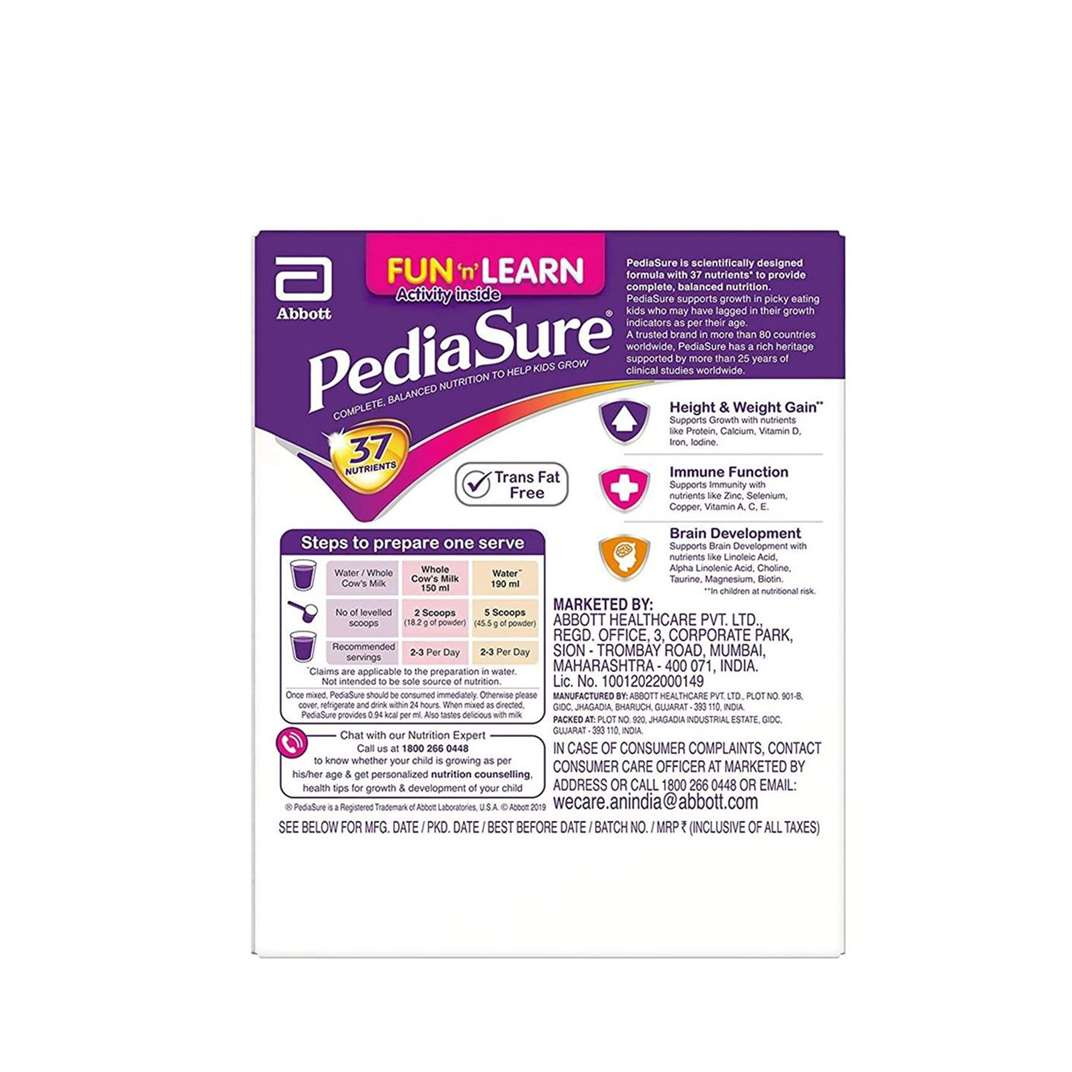 Abbott
FUN 'n' LEARN
Activity inside
PediaSure®
COMPLETE, BALANCED NUTRITION TO HELP KIDS GROW
37
NUTRIENTS
Trans Fat
Free
PediaSure is scientifically designed
formula with 37 nutrients* to provide
complete, balanced nutrition.
PediaSure supports growth in picky eating
kids who may have lagged in their growth
indicators as per their age.
A trusted brand in more than 80 countries
worldwide, PediaSure has a rich heritage
supported by more than 25 years of
clinical studies worldwide.
Height & Weight Gain**
Supports Growth with nutrients
like Protein, Calcium, Vitamin D,
Iron, Iodine.
Immune Function
Supports Immunity with
nutrients like Zinc, Selenium,
Copper, Vitamin A, C, E.
Brain Development
Supports Brain Development with
nutrients like Linoleic Acid,
Alpha Linolenic Acid, Choline,
Taurine, Magnesium, Biotin.
**In children at nutritional risk.
Steps to prepare one serve
Water / Whole
Cow's Milk
Whole
Cow's Milk
150 ml
Water~
190 ml
No of levelled
scoops
2 Scoops
(18.2 g of powder)
5 Scoops
(45.5 g of powder)
Recommended
servings
2-3 Per Day
2-3 Per Day
~Claims are applicable to the preparation in water.
Not intended to be sole source of nutrition.
Once mixed, PediaSure should be consumed immediately. Otherwise please
cover, refrigerate and drink within 24 hours. When mixed as directed,
PediaSure provides 0.94 kcal per ml. Also tastes delicious with milk
Chat with our Nutrition Expert
Call us at 1800 266 0448
to know whether your child is growing as per
his/her age & get personalized nutrition counselling,
health tips for growth & development of your child
® PediaSure is a Registered Trademark of Abbott Laboratories, U.S.A. © Abbott 2019
MARKETED BY:
ABBOTT HEALTHCARE PVT. LTD.,
REGD. OFFICE, 3, CORPORATE PARK,
SION - TROMBAY ROAD, MUMBAI,
MAHARASHTRA - 400 071, INDIA.
Lic. No. 10012022000149
MANUFACTURED BY: ABBOTT HEALTHCARE PVT. LTD., PLOT NO. 901-B,
GIDC, JHAGADIA, BHARUCH, GUJARAT - 393 110, INDIA.
PACKED AT: PLOT NO. 920, JHAGADIA INDUSTRIAL ESTATE, GIDC,
GUJARAT - 393 110, INDIA.
IN CASE OF CONSUMER COMPLAINTS, CONTACT
CONSUMER CARE OFFICER AT MARKETED BY
ADDRESS OR CALL 1800 266 0448 OR EMAIL:
wecare.anindia@abbott.com
SEE BELOW FOR MFG. DATE / PKD. DATE / BEST BEFORE DATE / BATCH NO. / MRP ₹ (INCLUSIVE OF ALL TAXES)